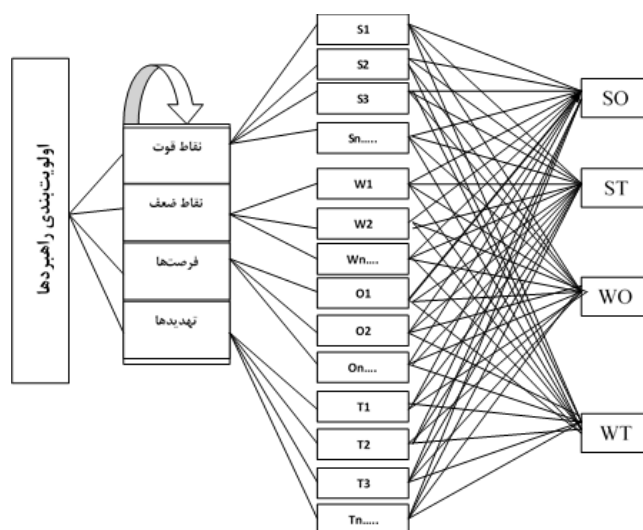 اولویت‌بندی راهبردها
نقاط قوت
نقاط ضعف
فرصت‌ها
تهدیدها
S1
S2
S3
Sn.....
W1
W2
Wn....
O1
O2
On....
T1
T2
T3
Tn.....
SO
ST
WO
WT